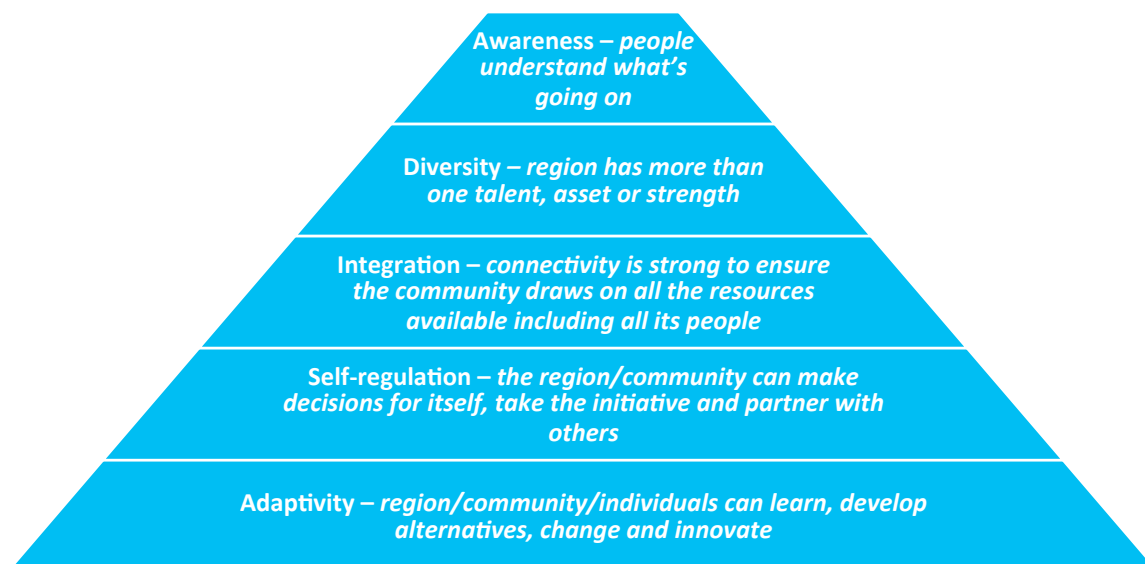 Awareness – people
understand what's
going on
Diversity – region has more than
one talent, asset or strength
Integration – connectivity is strong to ensure
the community draws on all the resources
available including all its people
Self-regulation – the region/community can make
decisions for itself, take the initiative and partner with
others
Adaptivity – region/community/individuals can learn, develop
alternatives, change and innovate